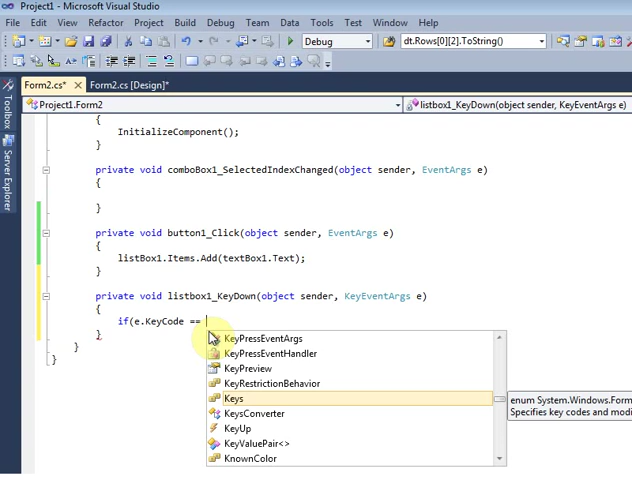 Project1 - Microsoft Visual Studio
File Edit View Refactor Project Build Debug Team Data Tools Test Window Help
Debug dt.Rows[0][2].ToString()
Form2.cs* Form2.cs [Design]*
Project1.Form2 listbox1_KeyDown(object sender, KeyEventArgs e)
Toolbox
Server Explorer
{
InitializeComponent();
}
private void comboBox1_SelectedIndexChanged(object sender, EventArgs e)
{
}
private void button1_Click(object sender, EventArgs e)
{
listBox1.Items.Add(textBox1.Text);
}
private void listbox1_KeyDown(object sender, KeyEventArgs e)
{
if(e.KeyCode ==
}
}
}
KeyPressEventArgs
KeyPressEventHandler
KeyPreview
KeyRestrictionBehavior
Keys
KeysConverter
KeyUp
KeyValuePair<>
KnownColor
enum System.Windows.Form
Specifies key codes and modi